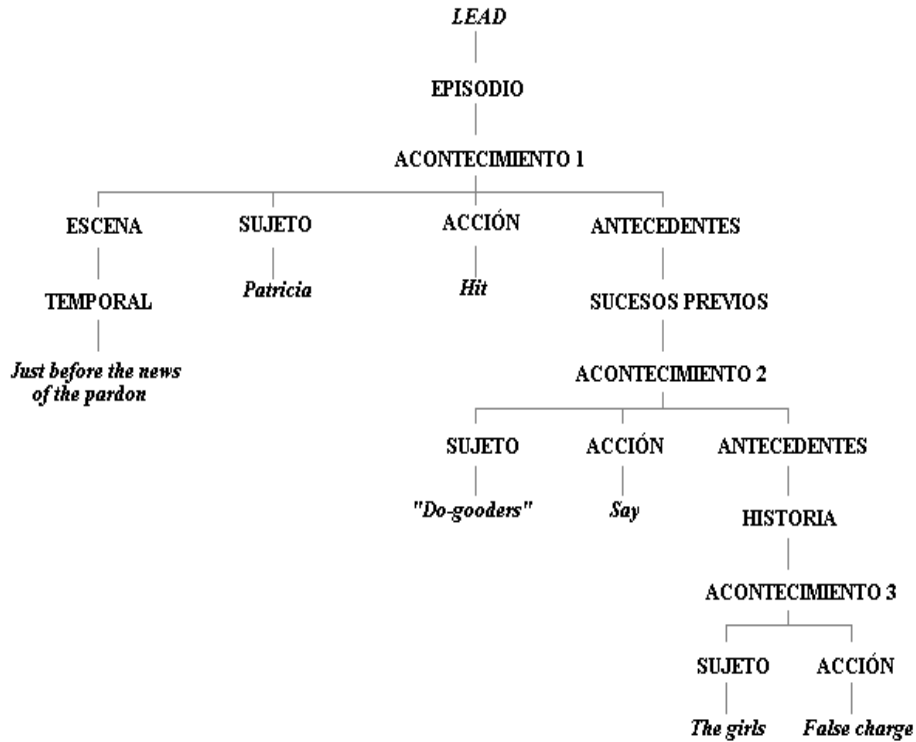 LEAD
EPISODIO
ACONTECIMIENTO 1
ESCENA SUJETO ACCIÓN ANTECEDENTES
TEMPORAL Patricia Hit SUCESOS PREVIOS
Just before the news
of the pardon
ACONTECIMIENTO 2
SUJETO ACCIÓN ANTECEDENTES
"Do-gooders" Say HISTORIA
ACONTECIMIENTO 3
SUJETO ACCIÓN
The girls False charge